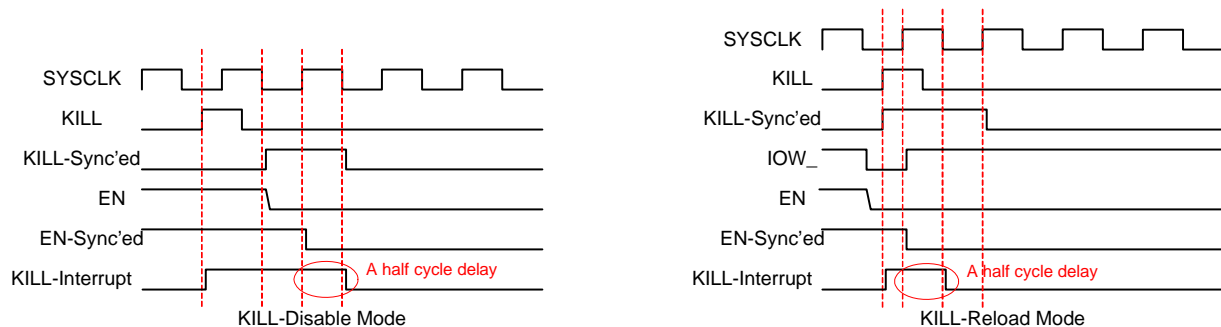 SYSCLK
KILL
KILL-Sync'ed
EN
EN-Sync'ed
KILL-Interrupt
A half cycle delay
KILL-Disable Mode
SYSCLK
KILL
KILL-Sync'ed
IOW_
EN
EN-Sync'ed
KILL-Interrupt
A half cycle delay
KILL-Reload Mode